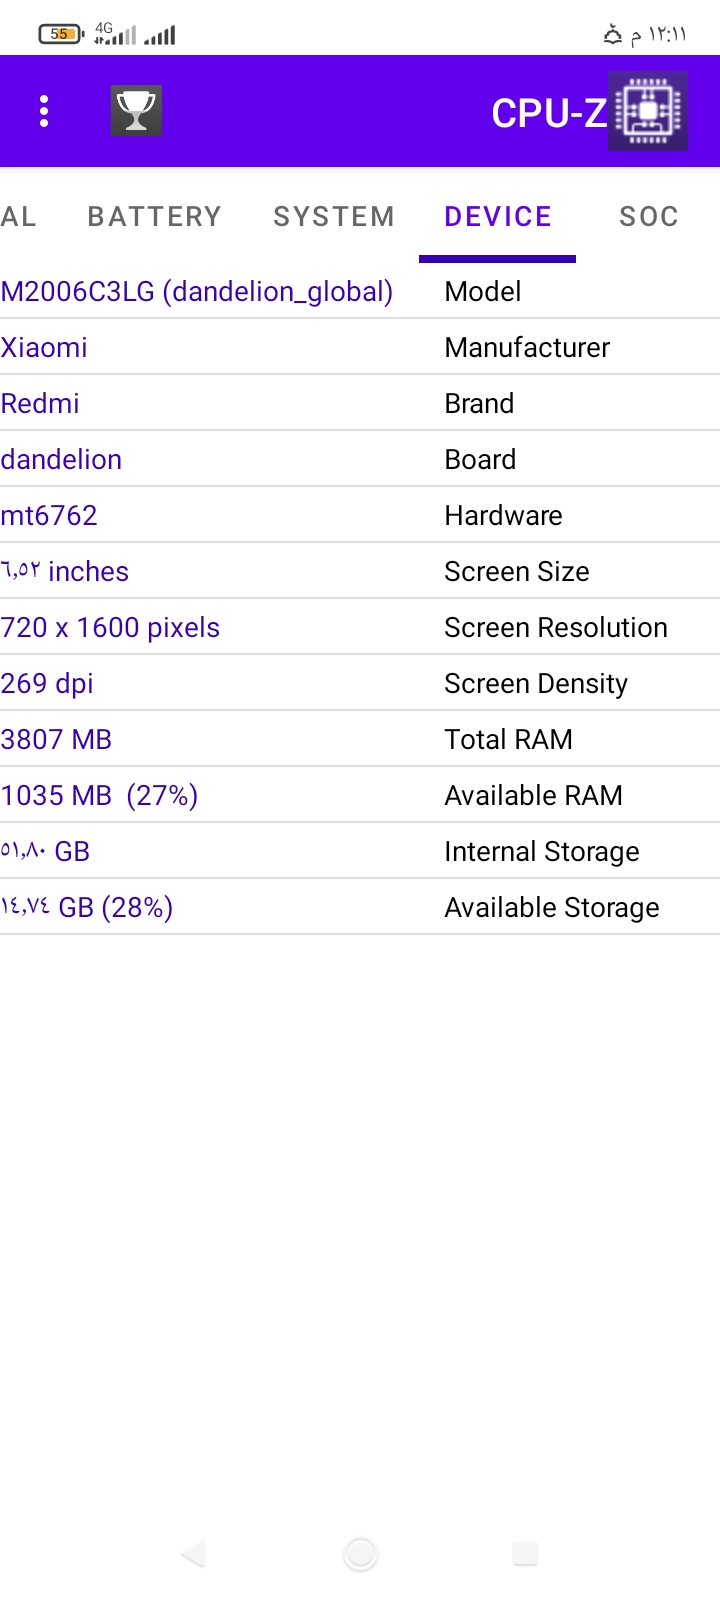 55 4G ١٢:١١ م
CPU-Z
AL BATTERY SYSTEM DEVICE SOC
M2006C3LG (dandelion_global) Model
Xiaomi Manufacturer
Redmi Brand
dandelion Board
mt6762 Hardware
٦,٥٢ inches Screen Size
720 x 1600 pixels Screen Resolution
269 dpi Screen Density
3807 MB Total RAM
1035 MB (27%) Available RAM
٥١,٨٠ GB Internal Storage
١٤,٧٤ GB (28%) Available Storage